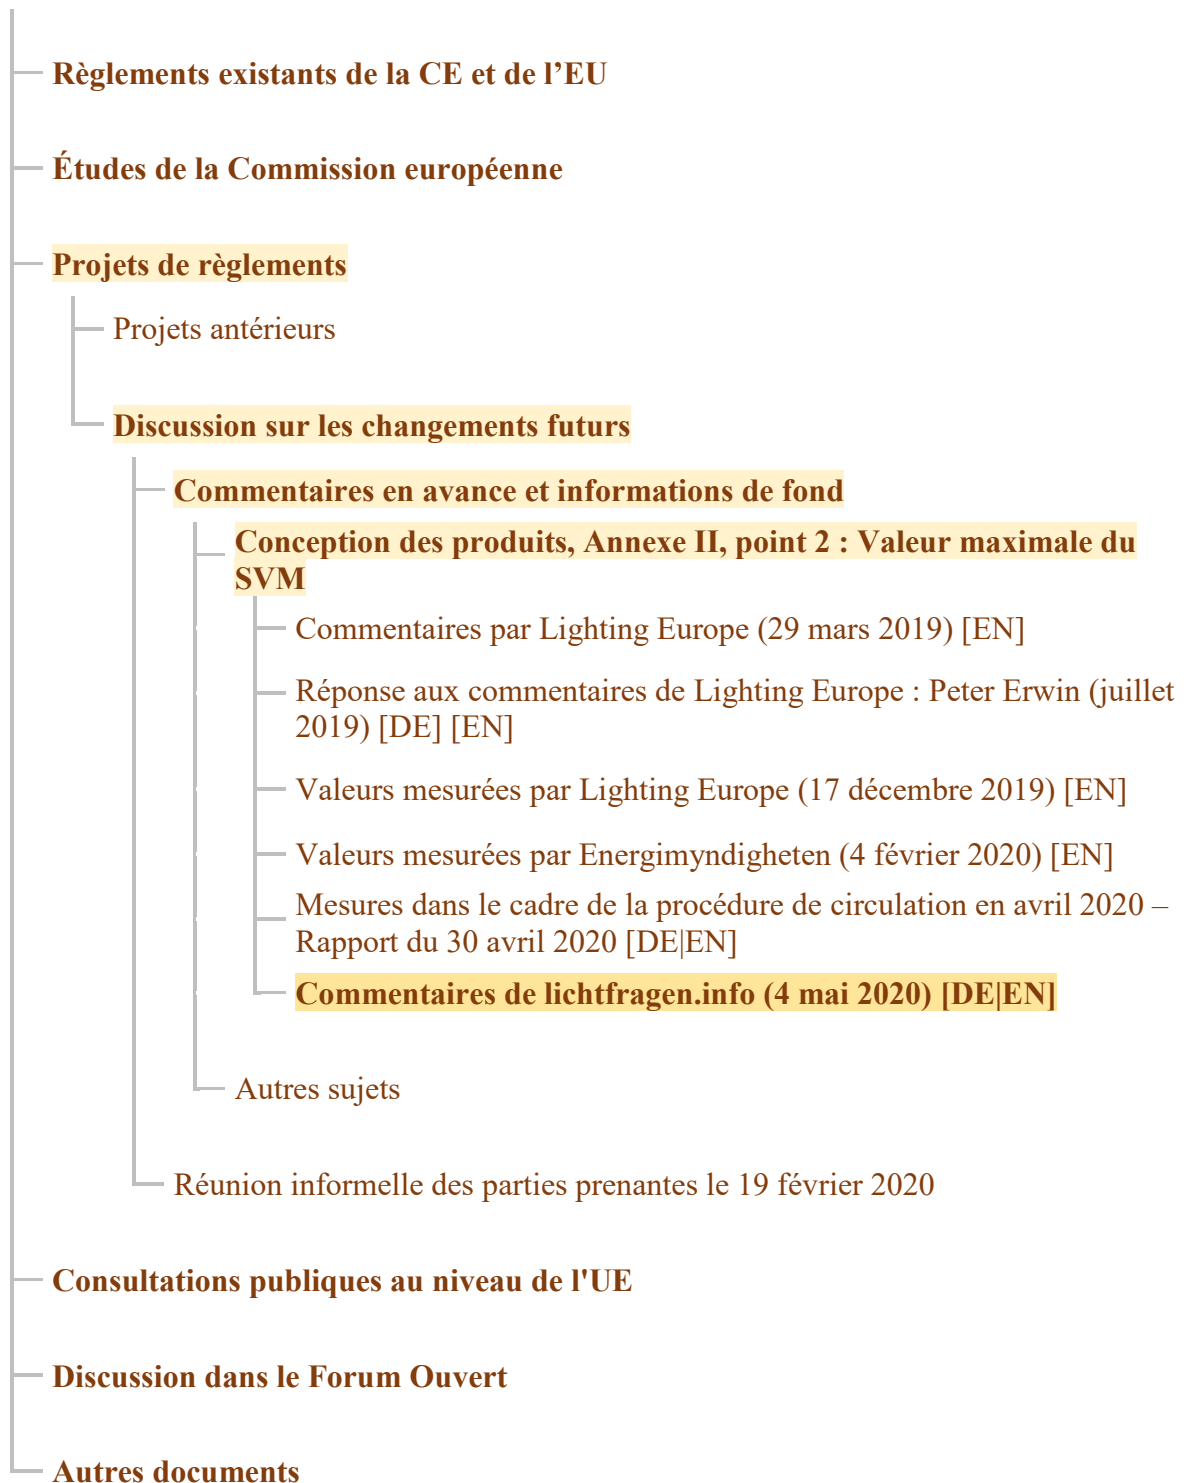 Règlements existants de la CE et de l’EU
Études de la Commission européenne
Projets de règlements
Projets antérieurs
Discussion sur les changements futurs
Commentaires en avance et informations de fond
Conception des produits, Annexe II, point 2 : Valeur maximale du
SVM
Commentaires par Lighting Europe (29 mars 2019) [EN]
Réponse aux commentaires de Lighting Europe : Peter Erwin (juillet
2019) [DE] [EN]
Valeurs mesurées par Lighting Europe (17 décembre 2019) [EN]
Valeurs mesurées par Energimyndigheten (4 février 2020) [EN]
Mesures dans le cadre de la procédure de circulation en avril 2020 –
Rapport du 30 avril 2020 [DE|EN]
Commentaires de lichtfragen.info (4 mai 2020) [DE|EN]
Autres sujets
Réunion informelle des parties prenantes le 19 février 2020
Consultations publiques au niveau de l'UE
Discussion dans le Forum Ouvert
Autres documents